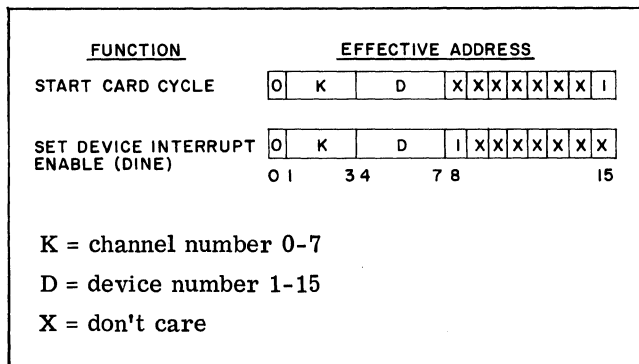 FUNCTION EFFECTIVE ADDRESS
START CARD CYCLE 0 K D X X X X X X X 1
SET DEVICE INTERRUPT 0 K D 1 X X X X X X X
ENABLE (DINE)
0 1 3 4 7 8 15
K = channel number 0-7
D = device number 1-15
X = don't care